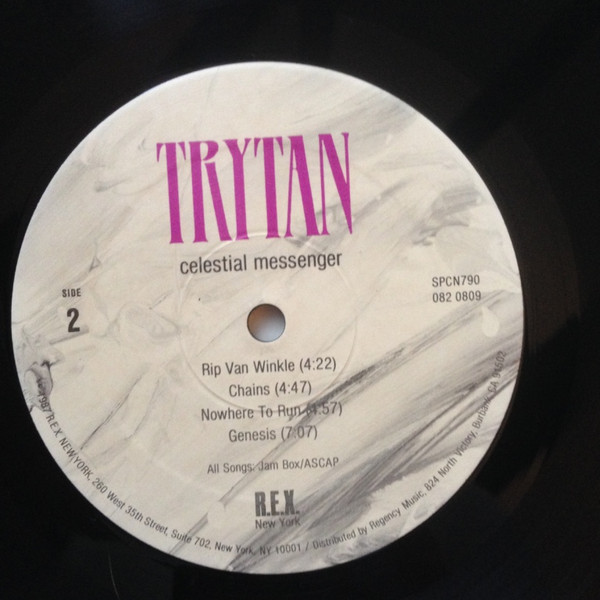 TRYTAN
celestial messenger
SIDE
2
SPCN790
082 0809
Rip Van Winkle (4:22)
Chains (4:47)
Nowhere To Run (4:57)
Genesis (7:07)
All Songs: Jam Box/ASCAP
R.E.X.
New York
1987 R.E.X. NEW YORK, 260 West 35th Street, Suite 702, New York, NY 10001 / Distributed by Regency Music, 824 North Victory, Burbank, CA 91502